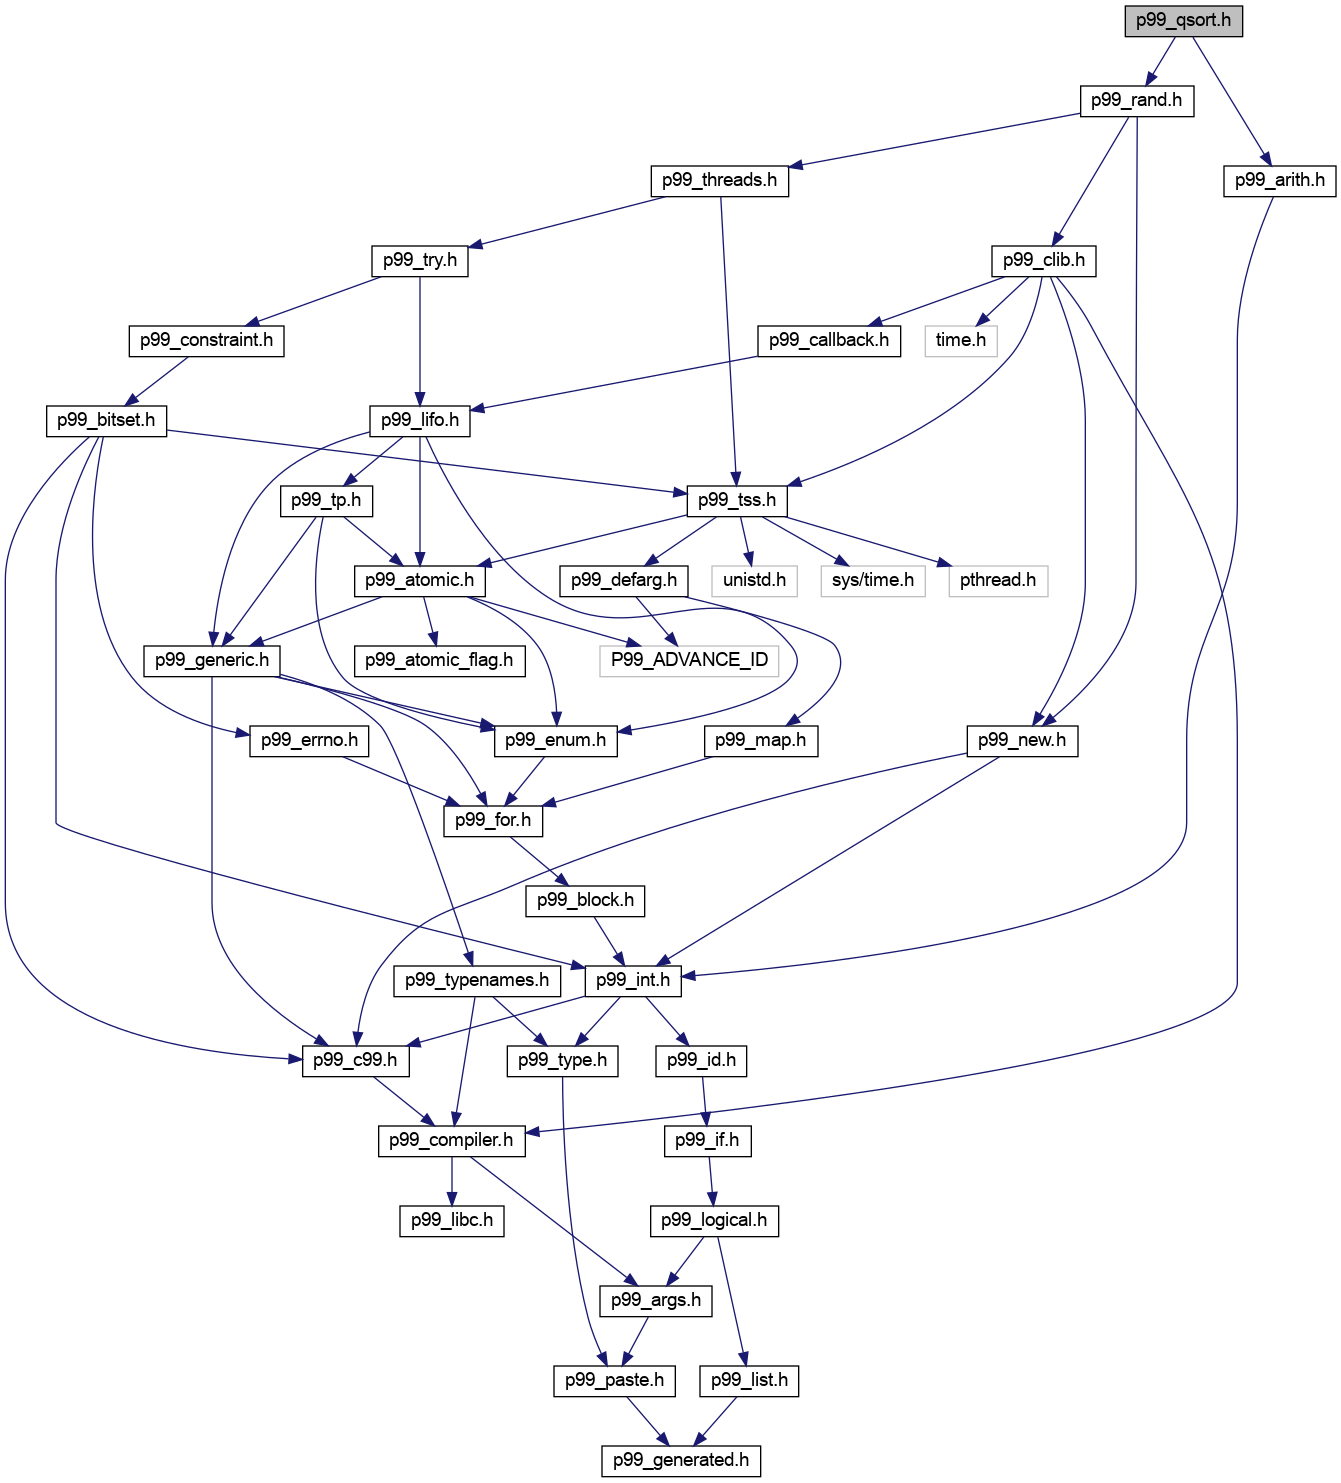 p99_qsort.h
p99_rand.h
p99_threads.h
p99_arith.h
p99_try.h
p99_clib.h
p99_constraint.h
p99_callback.h
time.h
p99_bitset.h
p99_lifo.h
p99_tp.h
p99_tss.h
p99_atomic.h
p99_defarg.h
unistd.h
sys/time.h
pthread.h
p99_generic.h
p99_atomic_flag.h
P99_ADVANCE_ID
p99_errno.h
p99_enum.h
p99_map.h
p99_new.h
p99_for.h
p99_block.h
p99_typenames.h
p99_int.h
p99_c99.h
p99_type.h
p99_id.h
p99_compiler.h
p99_if.h
p99_libc.h
p99_logical.h
p99_args.h
p99_paste.h
p99_list.h
p99_generated.h